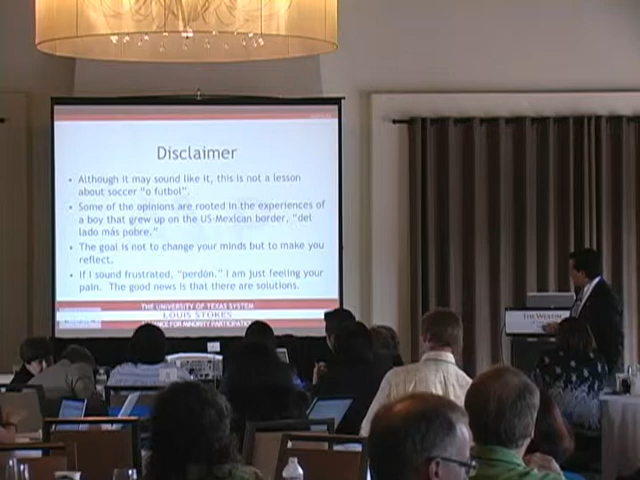 Disclaimer
• Although it may sound like it, this is not a lesson
about soccer "o futbol".
• Some of the opinions are rooted in the experiences of
a boy that grew up on the US-Mexican border, "del
lado más pobre."
• The goal is not to change your minds but to make you
reflect.
• If I sound frustrated, "perdón." I am just feeling your
pain. The good news is that there are solutions.
THE UNIVERSITY OF TEXAS SYSTEM
LOUIS STOKES
ALLIANCE FOR MINORITY PARTICIPATION
THE WESTIN